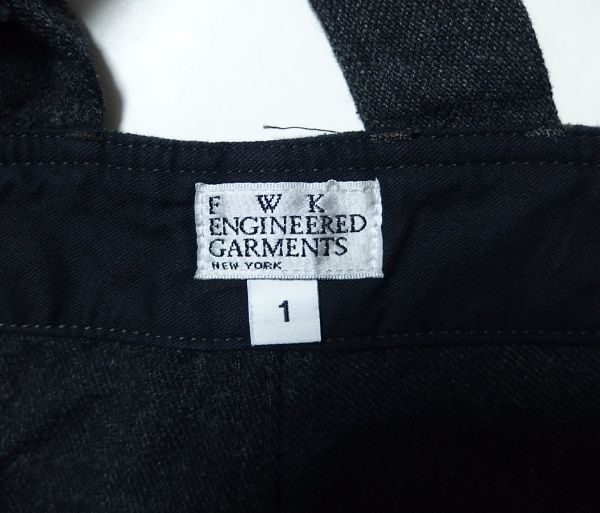 F W K
ENGINEERED
GARMENTS
NEW YORK
1